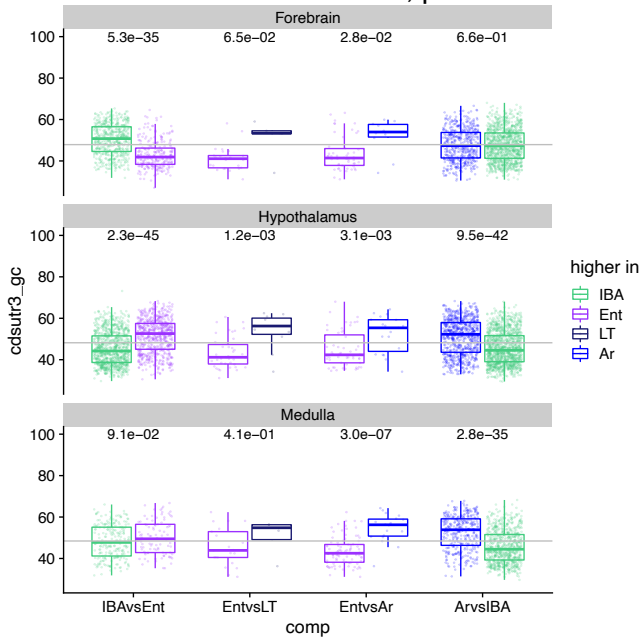 Forebrain
100
5.3e−35 6.5e−02 2.8e−02 6.6e−01
80
60
40
Hypothalamus
100
2.3e−45 1.2e−03 3.1e−03 9.5e−42
80
60
40
Medulla
100
9.1e−02 4.1e−01 3.0e−07 2.8e−35
80
60
40
cdsutr3_gc
IBAvsEnt EntvsLT EntvsAr ArvsIBA
comp
higher in
IBA
Ent
LT
Ar